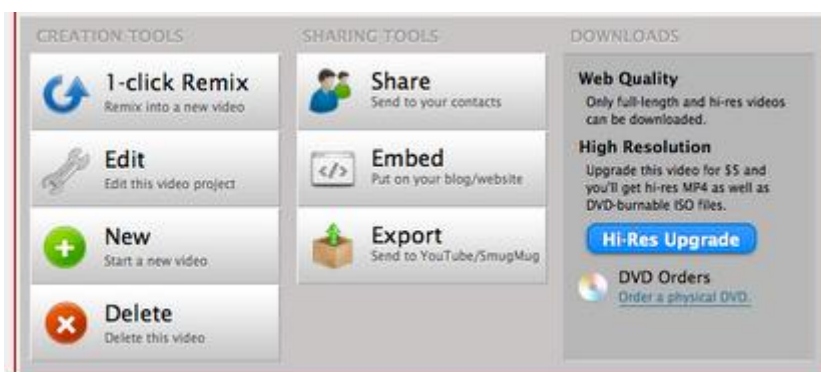 CREATION TOOLS
1-click Remix
Remix into a new video
Edit
Edit this video project
New
Start a new video
Delete
Delete this video
SHARING TOOLS
Share
Send to your contacts
Embed
Put on your blog/website
Export
Send to YouTube/SmugMug
DOWNLOADS
Web Quality
Only full-length and hi-res videos
can be downloaded.
High Resolution
Upgrade this video for $5 and
you'll get hi-res MP4 as well as
DVD-burnable ISO files.
Hi-Res Upgrade
DVD Orders
Order a physical DVD.